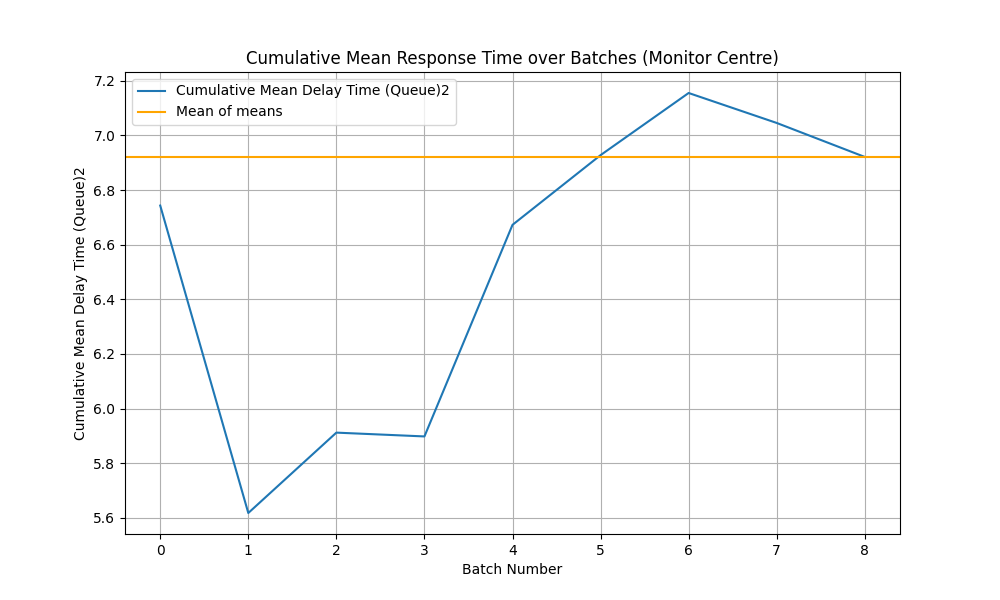 Cumulative Mean Response Time over Batches (Monitor Centre)
Cumulative Mean Delay Time (Queue)2
Mean of means
Cumulative Mean Delay Time (Queue)2
7.2
7.0
6.8
6.6
6.4
6.2
6.0
5.8
5.6
0 1 2 3 4 5 6 7 8
Batch Number